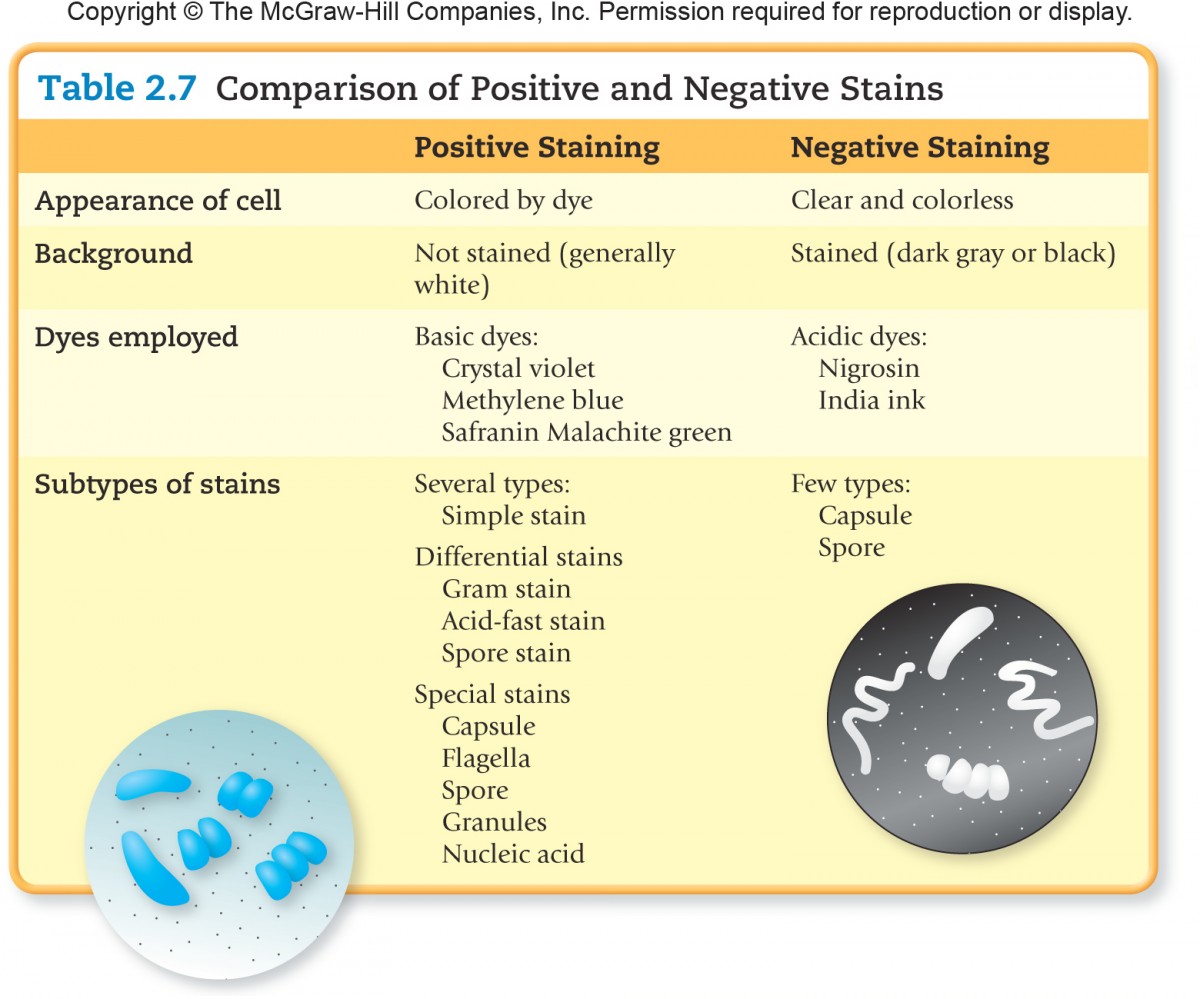 Copyright © The McGraw-Hill Companies, Inc. Permission required for reproduction or display.
Table 2.7 Comparison of Positive and Negative Stains
Positive Staining Negative Staining
Appearance of cell Colored by dye Clear and colorless
Background Not stained (generally Stained (dark gray or black)
white)
Dyes employed Basic dyes: Acidic dyes:
Crystal violet Nigrosin
Methylene blue India ink
Safranin Malachite green
Subtypes of stains Several types: Few types:
Simple stain Capsule
Differential stains Spore
Gram stain
Acid-fast stain
Spore stain
Special stains
Capsule
Flagella
Spore
Granules
Nucleic acid